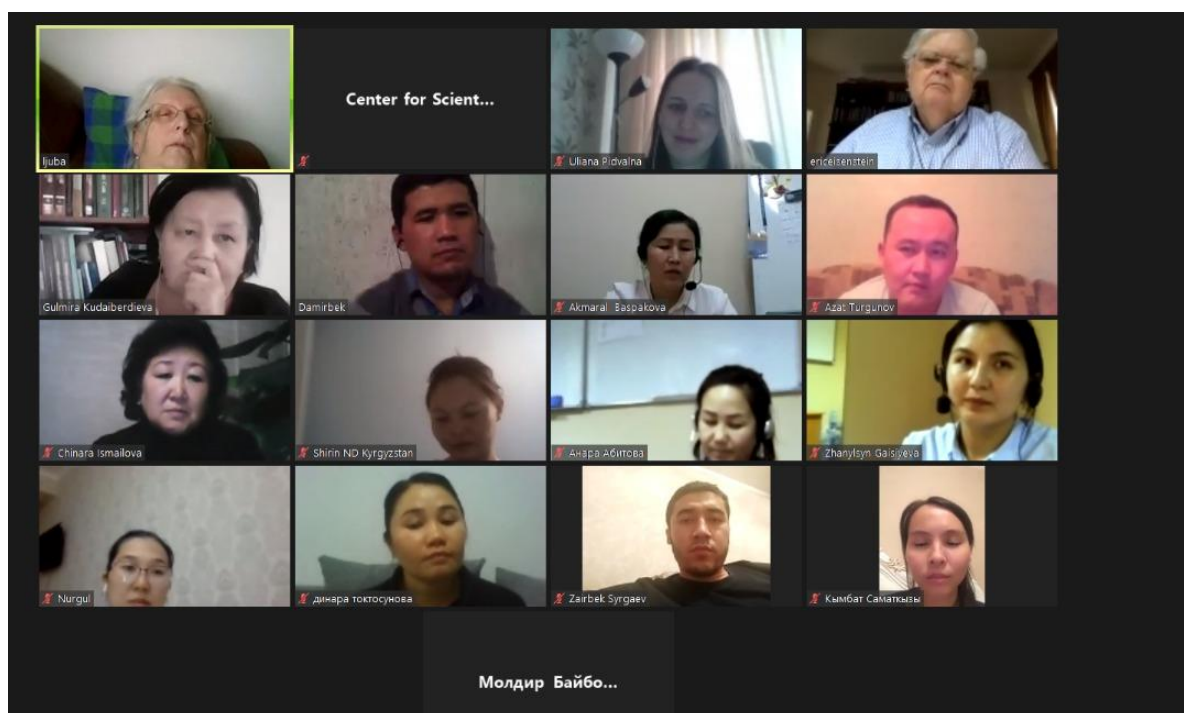 ljuba
Center for Scient...
Uliana Pidvalna
ericeisenstein
Gulmira Kudaiberdieva
Damirbek
Akmaral Baspakova
Azat Turgunov
Chinara Ismailova
Shirin ND Kyrgyzstan
Анара Абитова
Zhanylsyn Gaisiyeva
Nurgul
динара токтосунова
Zairbek Syrgaev
Кымбат Саматкызы
Молдир Байбо...